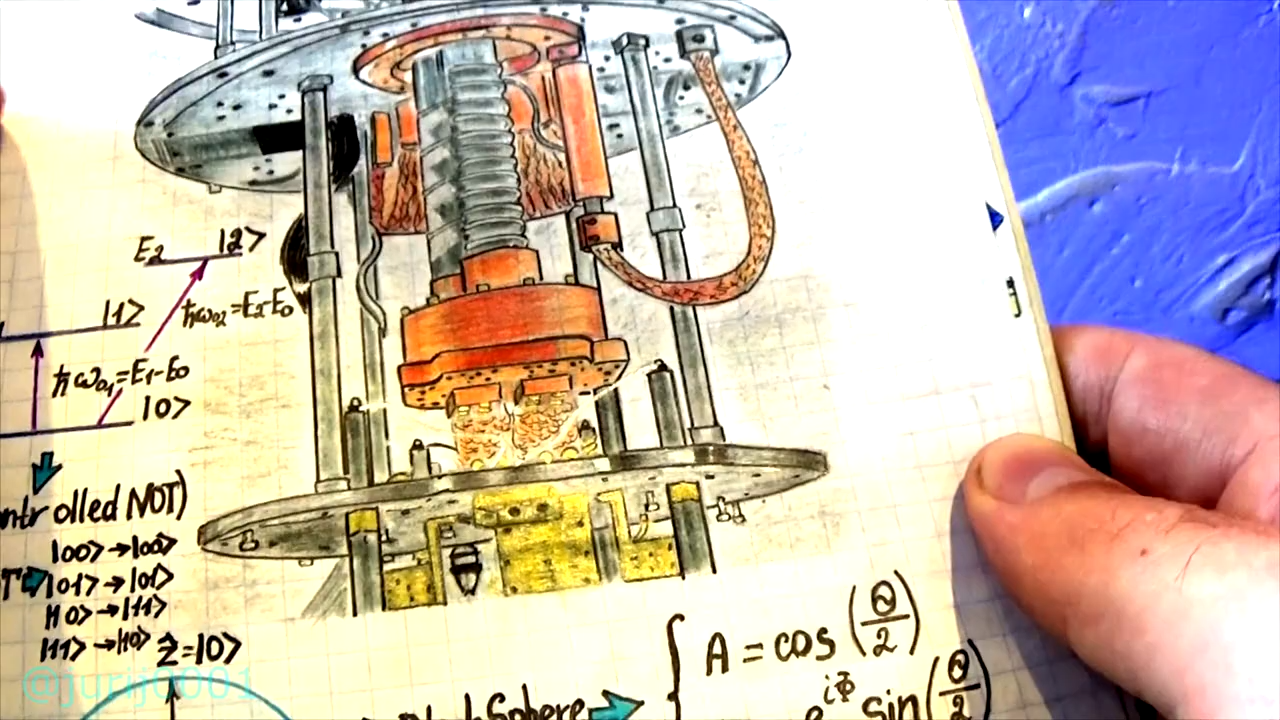 E₂ |2>
|1>
ħω₀₂=E₂-E₀
ħω₀₁=E₁-E₀
|0>
ntrolled NOT)
|00>→|00>
|01>→|01>
|10>→|11>
|11>→|10>
ẑ=|0>
@jurij0001
Sphere
A = cos (Θ/2)
e^iΦ sin(Θ/2)